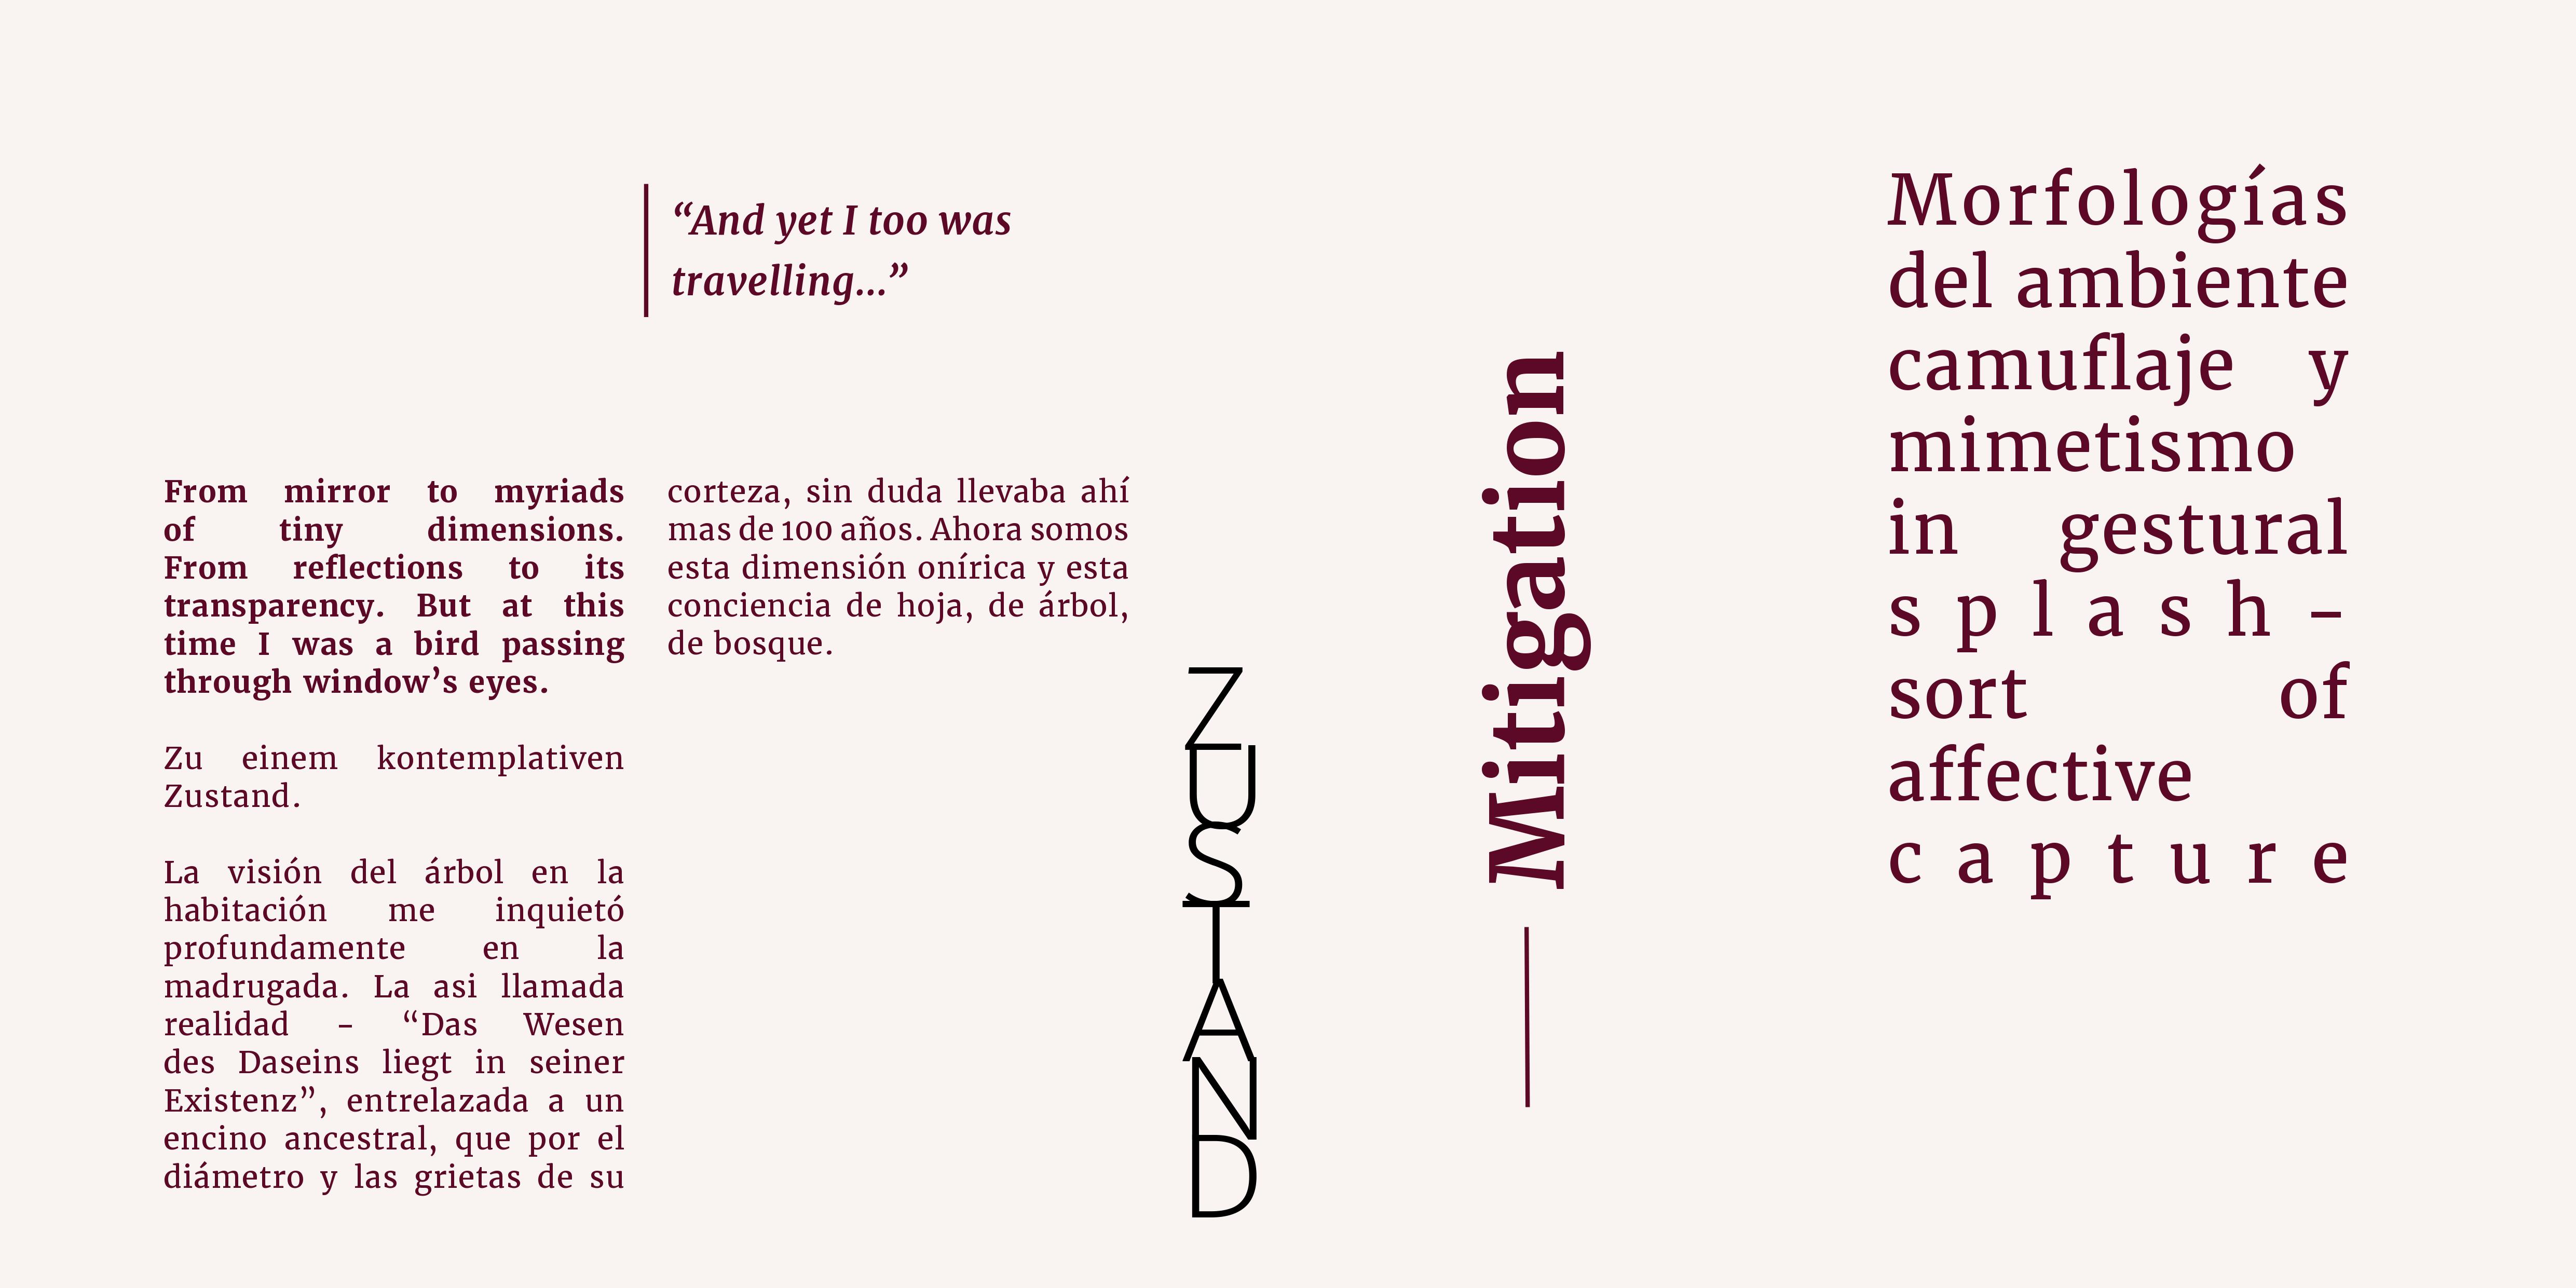 “And yet I too was
travelling...”
From mirror to myriads
of tiny dimensions.
From reflections to its
transparency. But at this
time I was a bird passing
through window’s eyes.
Zu einem kontemplativen
Zustand.
La visión del árbol en la
habitación me inquietó
profundamente en la
madrugada. La asi llamada
realidad - “Das Wesen
des Daseins liegt in seiner
Existenz”, entrelazada a un
encino ancestral, que por el
diámetro y las grietas de su
corteza, sin duda llevaba ahí
mas de 100 años. Ahora somos
esta dimensión onírica y esta
conciencia de hoja, de árbol,
de bosque.
ZUSTAND
Mitigation
Morfologías
del ambiente
camuflaje y
mimetismo
in gestural
splash-
sort of
affective
capture